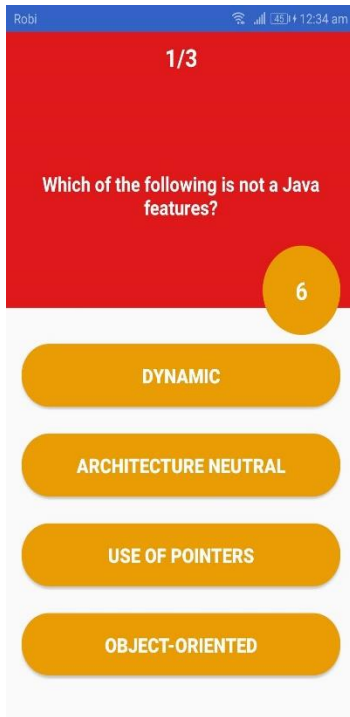 Robi 45 12:34 am
1/3
Which of the following is not a Java
features?
6
DYNAMIC
ARCHITECTURE NEUTRAL
USE OF POINTERS
OBJECT-ORIENTED